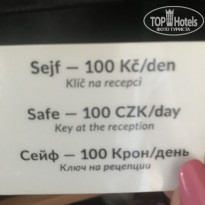 TOP Hotels
ФОТО ТУРИСТА
Sejf — 100 Kč/den
Klíč na recepci
Safe — 100 CZK/day
Key at the reception
Сейф — 100 Крон/день
Ключ на рецепции